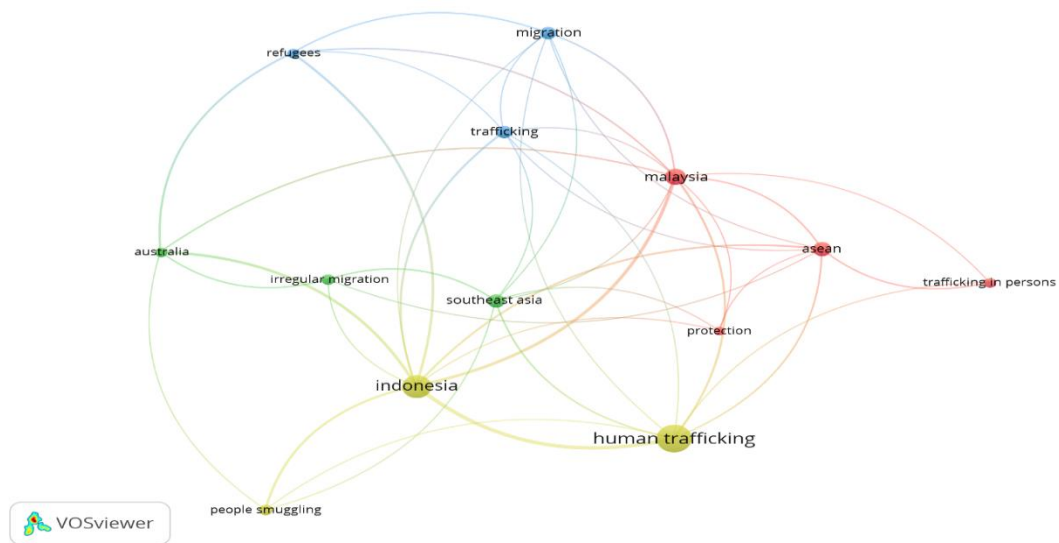 migration
refugees
trafficking
malaysia
asean
australia
irregular migration
trafficking in persons
southeast asia
protection
indonesia
human trafficking
people smuggling
VOSviewer